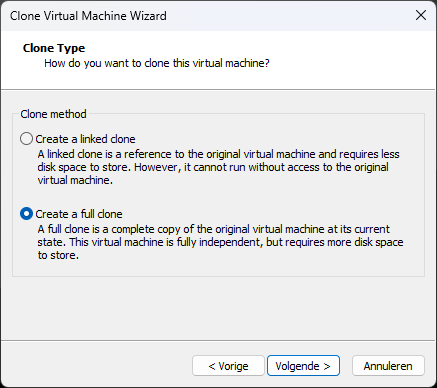 Clone Virtual Machine Wizard
Clone Type
How do you want to clone this virtual machine?
Clone method
Create a linked clone
A linked clone is a reference to the original virtual machine and requires less
disk space to store. However, it cannot run without access to the original
virtual machine.
Create a full clone
A full clone is a complete copy of the original virtual machine at its current
state. This virtual machine is fully independent, but requires more disk space
to store.
< Vorige
Volgende >
Annuleren